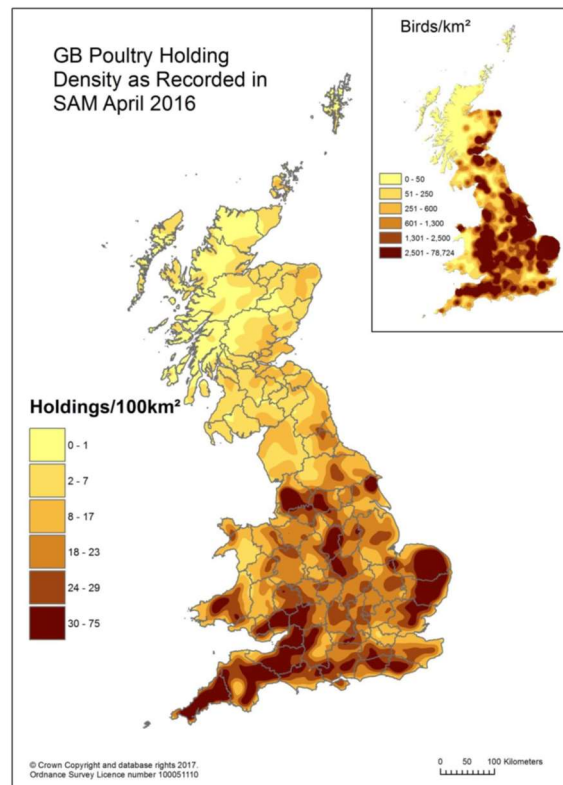 GB Poultry Holding
Density as Recorded in
SAM April 2016
Birds/km²
0 - 50
51 - 250
251 - 600
601 - 1,300
1,301 - 2,500
2,501 - 78,724
Holdings/100km²
0 - 1
2 - 7
8 - 17
18 - 23
24 - 29
30 - 75
© Crown Copyright and database rights 2017.
Ordnance Survey Licence number 100051110
0 50 100 Kilometers